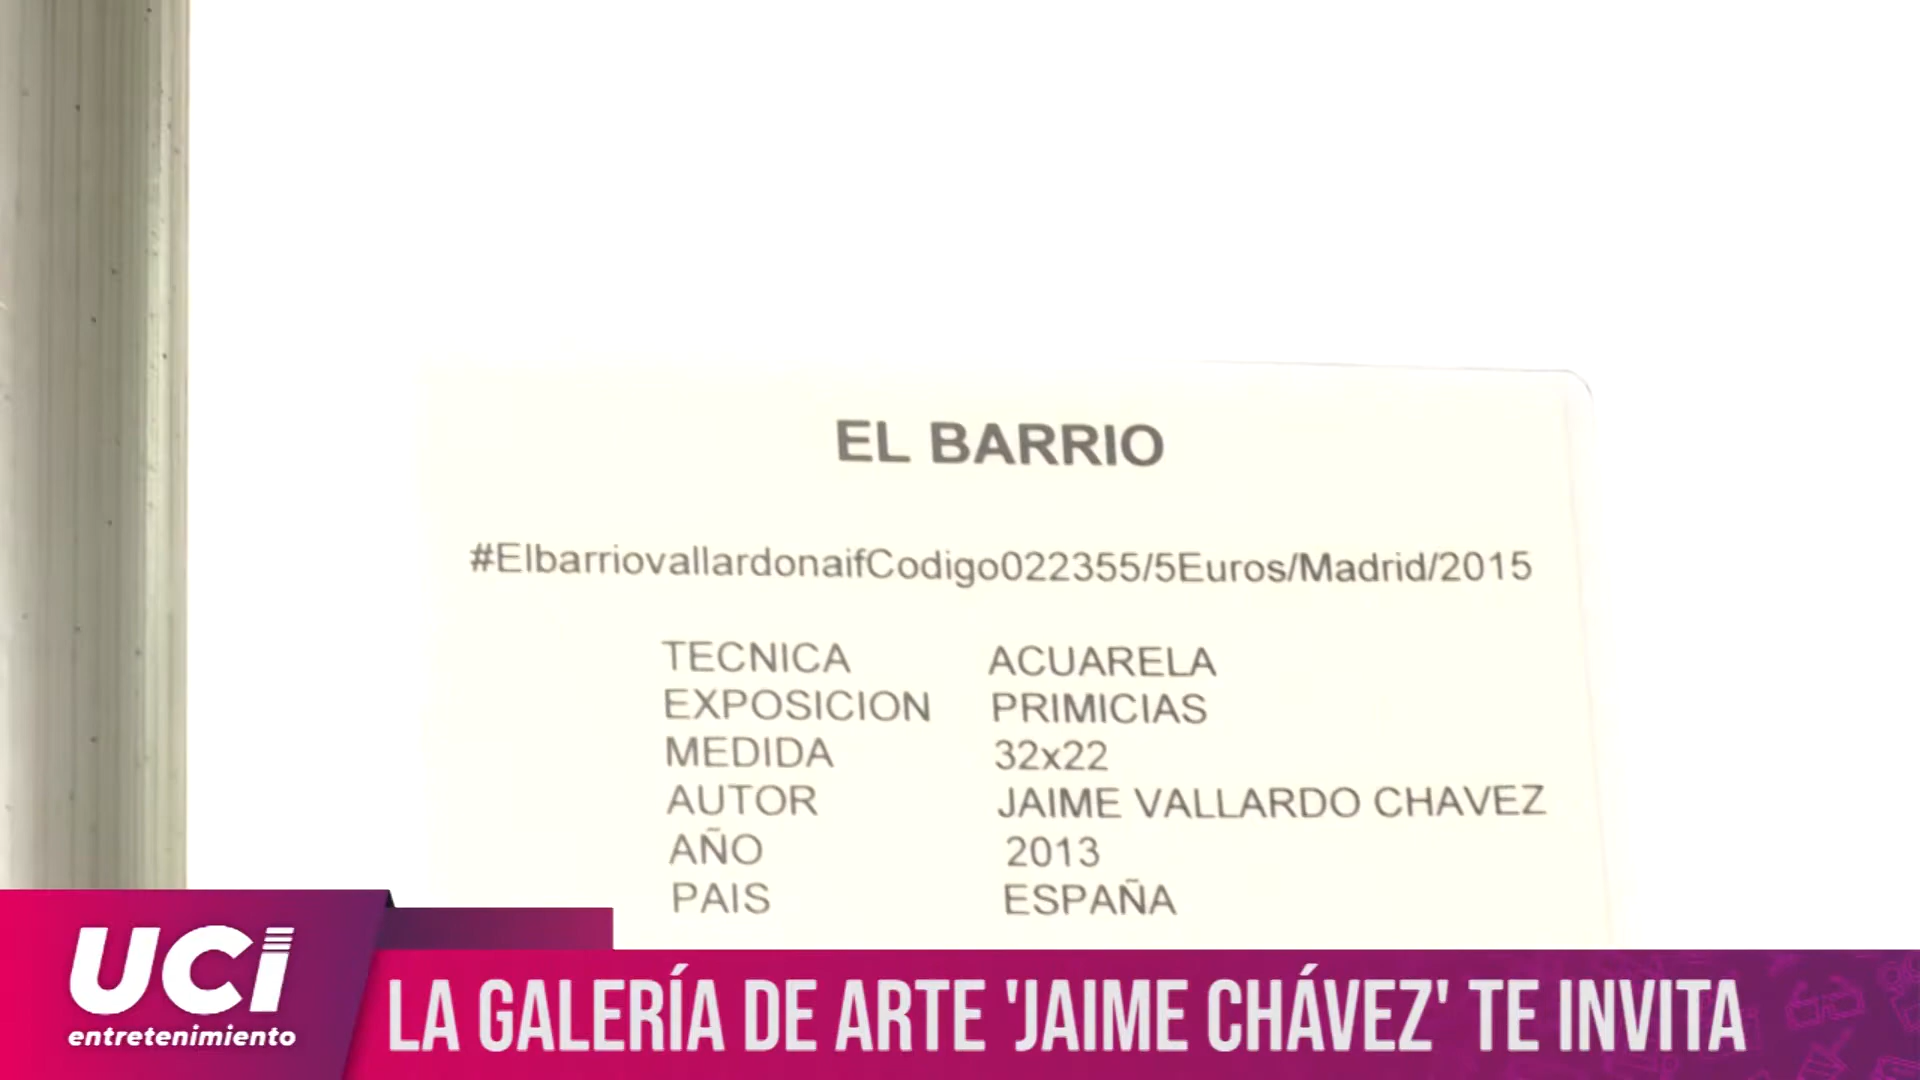 EL BARRIO
#ElbarriovallardonaifCodigo022355/5Euros/Madrid/2015
TECNICA ACUARELA
EXPOSICION PRIMICIAS
MEDIDA 32x22
AUTOR JAIME VALLARDO CHAVEZ
AÑO 2013
PAIS ESPAÑA
UCi
entretenimiento
LA GALERÍA DE ARTE 'JAIME CHÁVEZ' TE INVITA